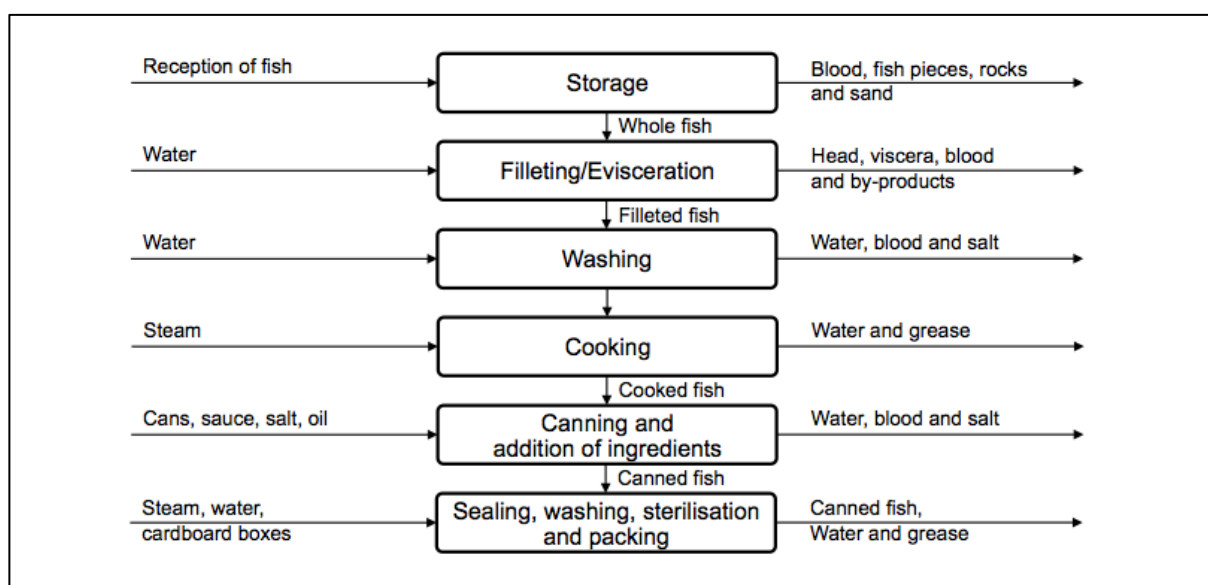 Reception of fish
Storage
Blood, fish pieces, rocks
and sand
Whole fish
Water
Filleting/Evisceration
Head, viscera, blood
and by-products
Filleted fish
Water
Washing
Water, blood and salt
Steam
Cooking
Water and grease
Cooked fish
Cans, sauce, salt, oil
Canning and
addition of ingredients
Water, blood and salt
Canned fish
Steam, water,
cardboard boxes
Sealing, washing, sterilisation
and packing
Canned fish,
Water and grease